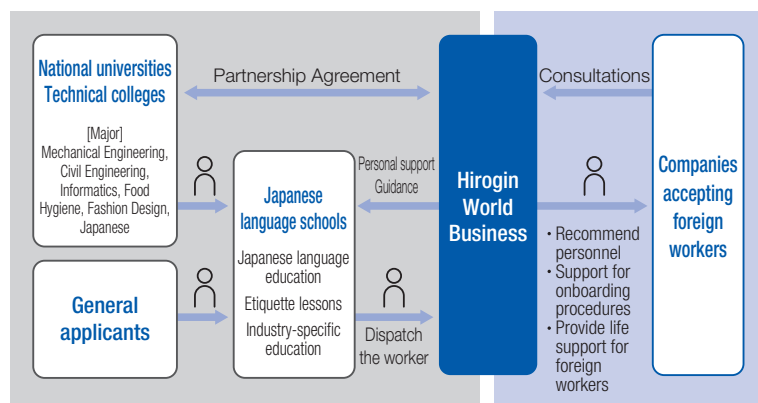 National universities
Technical colleges
[Major]
Mechanical Engineering,
Civil Engineering,
Informatics, Food
Hygiene, Fashion Design,
Japanese
General
applicants
Partnership Agreement
Japanese
language schools
Japanese language
education
Etiquette lessons
Industry-specific
education
Personal support
Guidance
Dispatch
the worker
Hirogin
World
Business
Consultations
• Recommend
personnel
• Support for
onboarding
procedures
• Provide life
support for
foreign
workers
Companies
accepting
foreign
workers